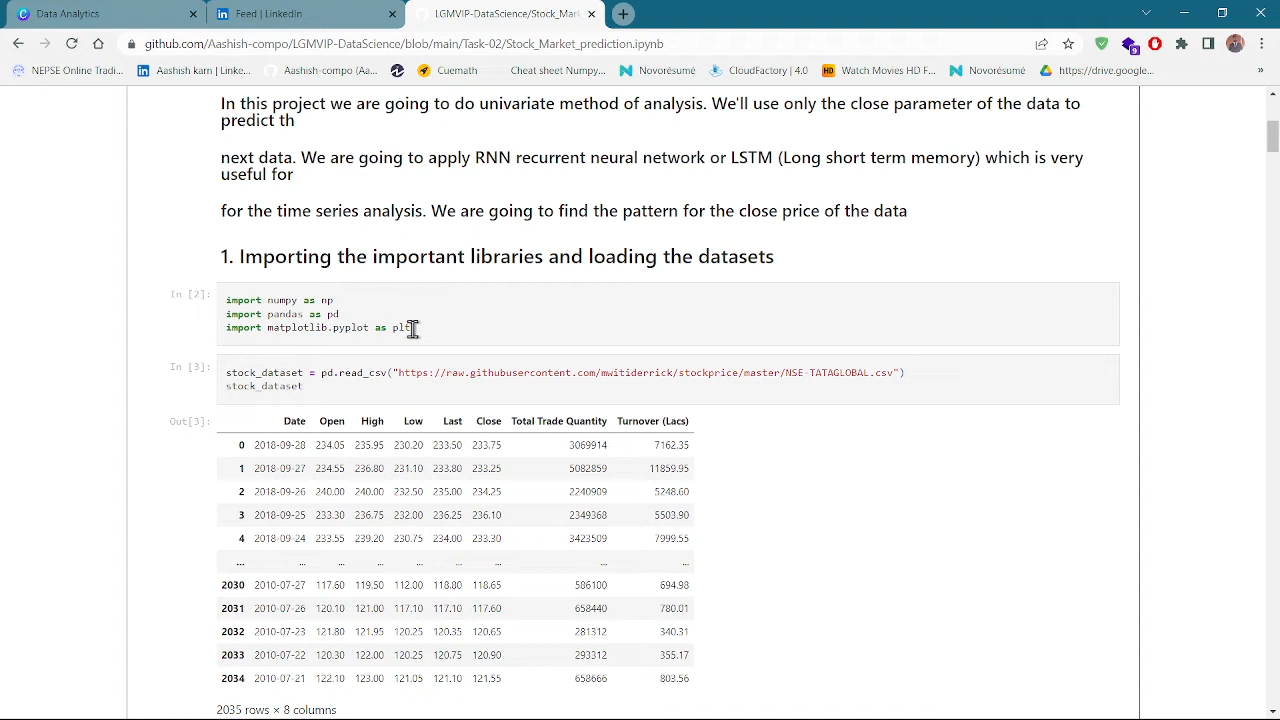 Data Analytics
Feed | LinkedIn
LGMVIP-DataScience/Stock_Mark
github.com/Aashish-compo/LGMVIP-DataScience/blob/main/Task-02/Stock_Market_prediction.ipynb
NEPSE Online Tradi... Aashish karn | Linke... Aashish-compo (Aa... Cuemath Cheat sheet Numpy... Novorésumé CloudFactory | 4.0 Watch Movies HD F... Novorésumé https://drive.google... »
9
HD
In this project we are going to do univariate method of analysis. We'll use only the close parameter of the data to
predict th
next data. We are going to apply RNN recurrent neural network or LSTM (Long short term memory) which is very
useful for
for the time series analysis. We are going to find the pattern for the close price of the data
1. Importing the important libraries and loading the datasets
In [2]:
import numpy as np
import pandas as pd
import matplotlib.pyplot as plt
In [3]:
stock_dataset = pd.read_csv("https://raw.githubusercontent.com/mwitiderrick/stockprice/master/NSE-TATAGLOBAL.csv")
stock_dataset
Out[3]:
Date Open High Low Last Close Total Trade Quantity Turnover (Lacs)
0 2018-09-28 234.05 235.95 230.20 233.50 233.75 3069914 7162.35
1 2018-09-27 234.55 236.80 231.10 233.80 233.25 5082859 11859.95
2 2018-09-26 240.00 240.00 232.50 235.00 234.25 2240909 5248.60
3 2018-09-25 233.30 236.75 232.00 236.25 236.10 2349368 5503.90
4 2018-09-24 233.55 239.20 230.75 234.00 233.30 3423509 7999.55
... ... ... ... ... ... ... ... ...
2030 2010-07-27 117.60 119.50 112.00 118.80 118.65 586100 694.98
2031 2010-07-26 120.10 121.00 117.10 117.10 117.60 658440 780.01
2032 2010-07-23 121.80 121.95 120.25 120.35 120.65 281312 340.31
2033 2010-07-22 120.30 122.00 120.25 120.75 120.90 293312 355.17
2034 2010-07-21 122.10 123.00 121.05 121.10 121.55 658666 803.56
2035 rows × 8 columns